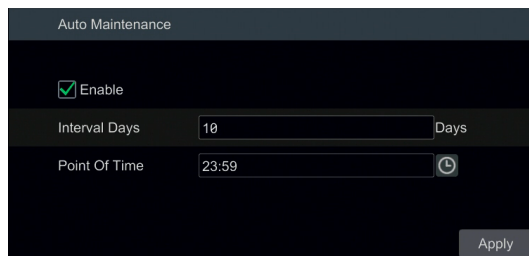 Auto Maintenance
Enable
Interval Days 10 Days
Point Of Time 23:59
Apply